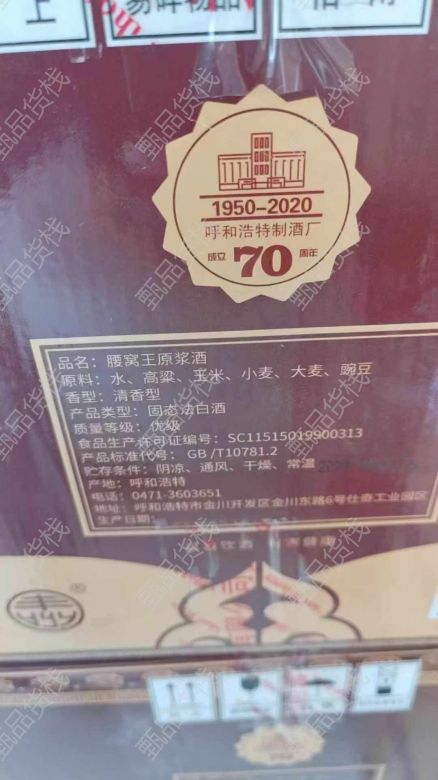 上
易碎物品
1950-2020
呼和浩特制酒厂
成立 70 周年
品名：腰窝王原浆酒
原料：水、高粱、玉米、小麦、大麦、豌豆
香型：清香型
产品类型：固态法白酒
质量等级：优级
食品生产许可证编号：SC11515019900313
产品标准代号：GB /T10781.2
贮存条件：阴凉、通风、干燥、常温
产地：呼和浩特
电话：0471-3603651
地址：呼和浩特市金川开发区金川东路6号仕奇工业园区
生产日期：
甄品货栈